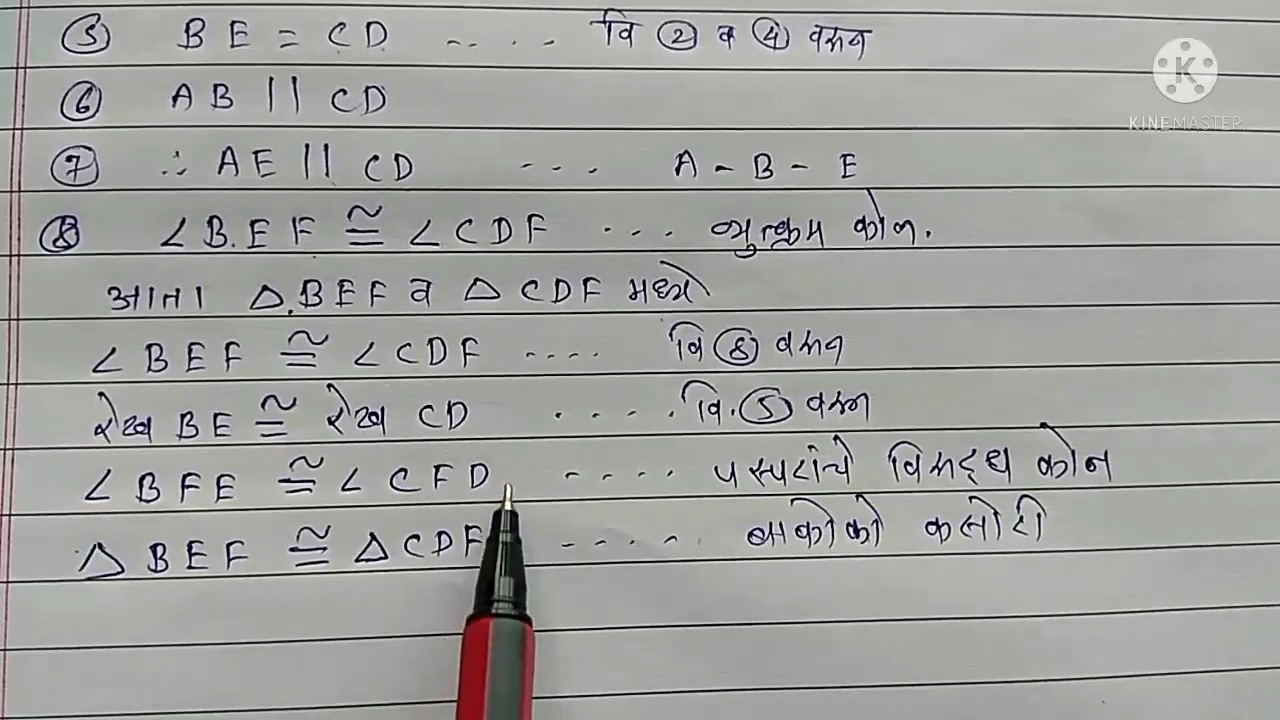 ⑤ BE = CD .... वि ② व ④ वरून
K
KINEMASTER
⑥ AB || CD
⑦ ∴ AE || CD ... A - B - E
⑧ ∠BEF ≅ ∠CDF ... व्युत्क्रम कोन.
आता △BEF व △CDF मध्ये
∠BEF ≅ ∠CDF .... वि ⑧ वरून
रेख BE ≅ रेख CD .... वि. ⑤ वरून
∠BFE ≅ ∠CFD .... परस्परांचे विरुद्ध कोन
△BEF ≅ △CDF ..... बाकोको कसोटी